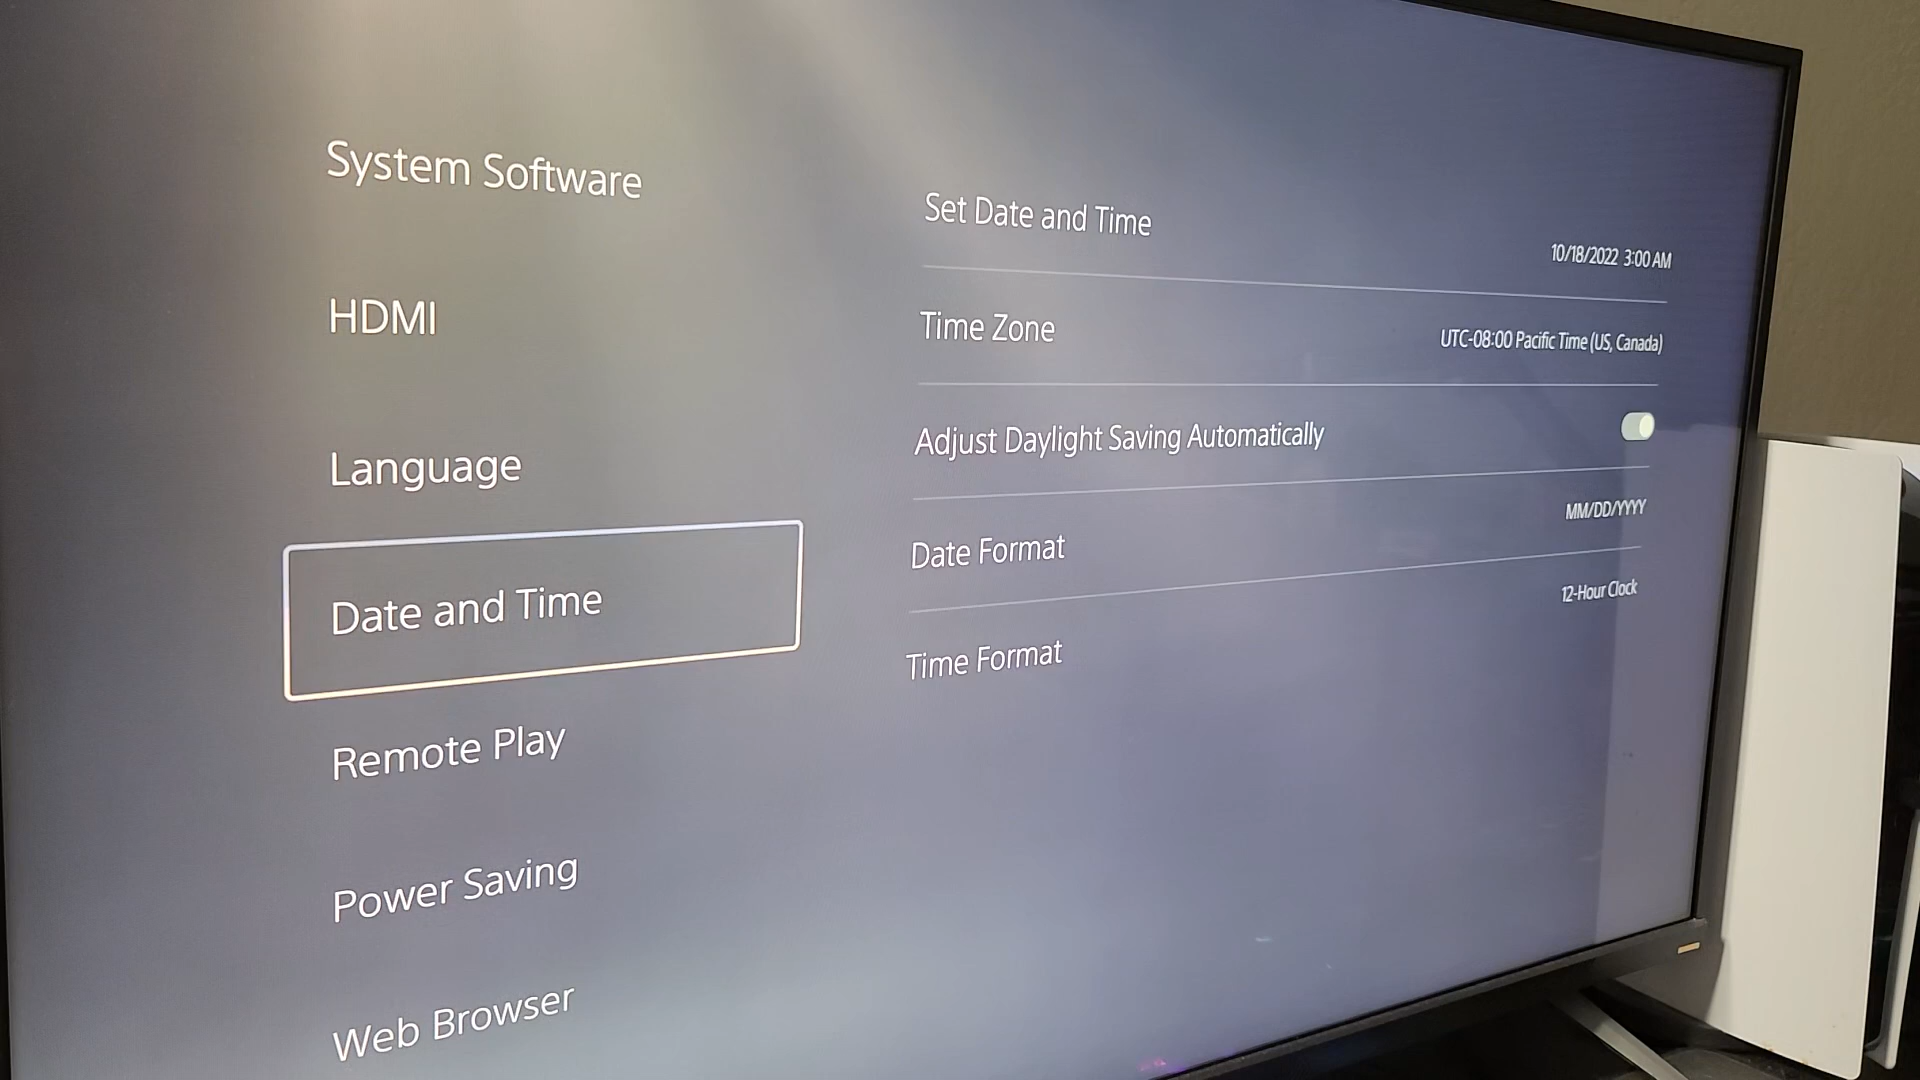 System Software
HDMI
Language
Date and Time
Remote Play
Power Saving
Web Browser
Set Date and Time
10/18/2022 3:00 AM
Time Zone
UTC-08:00 Pacific Time (US, Canada)
Adjust Daylight Saving Automatically
Date Format
MM/DD/YYYY
Time Format
12-Hour Clock